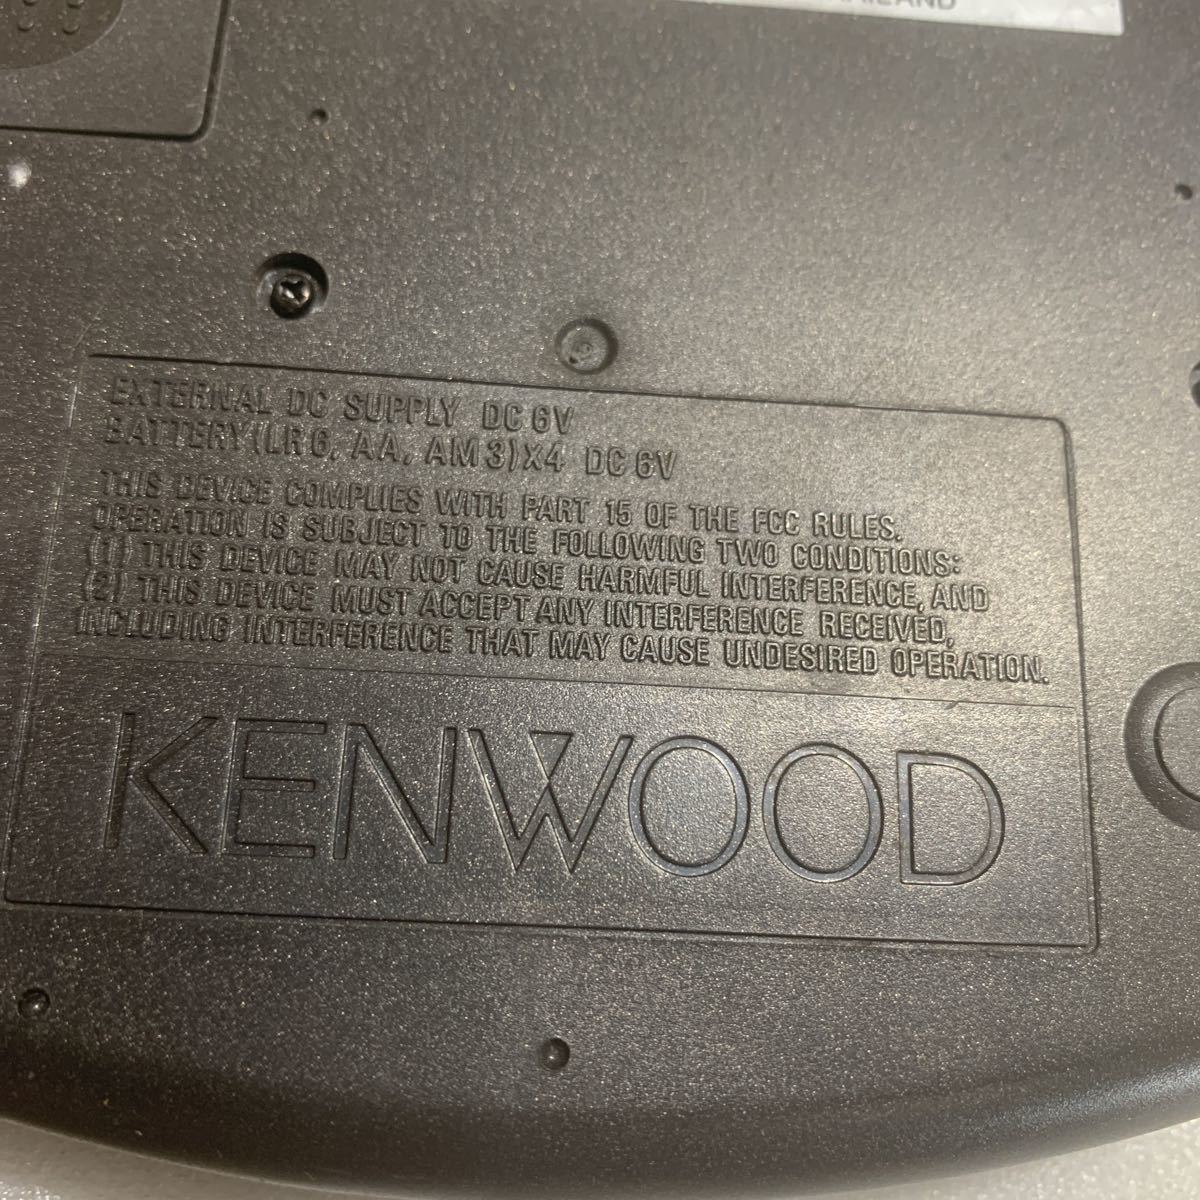 EXTERNAL DC SUPPLY DC 6V
BATTERY(LR6, AA, AM3)X4 DC 6V
THIS DEVICE COMPLIES WITH PART 15 OF THE FCC RULES.
OPERATION IS SUBJECT TO THE FOLLOWING TWO CONDITIONS:
(1) THIS DEVICE MAY NOT CAUSE HARMFUL INTERFERENCE, AND
(2) THIS DEVICE MUST ACCEPT ANY INTERFERENCE RECEIVED,
INCLUDING INTERFERENCE THAT MAY CAUSE UNDESIRED OPERATION.
KENWOOD